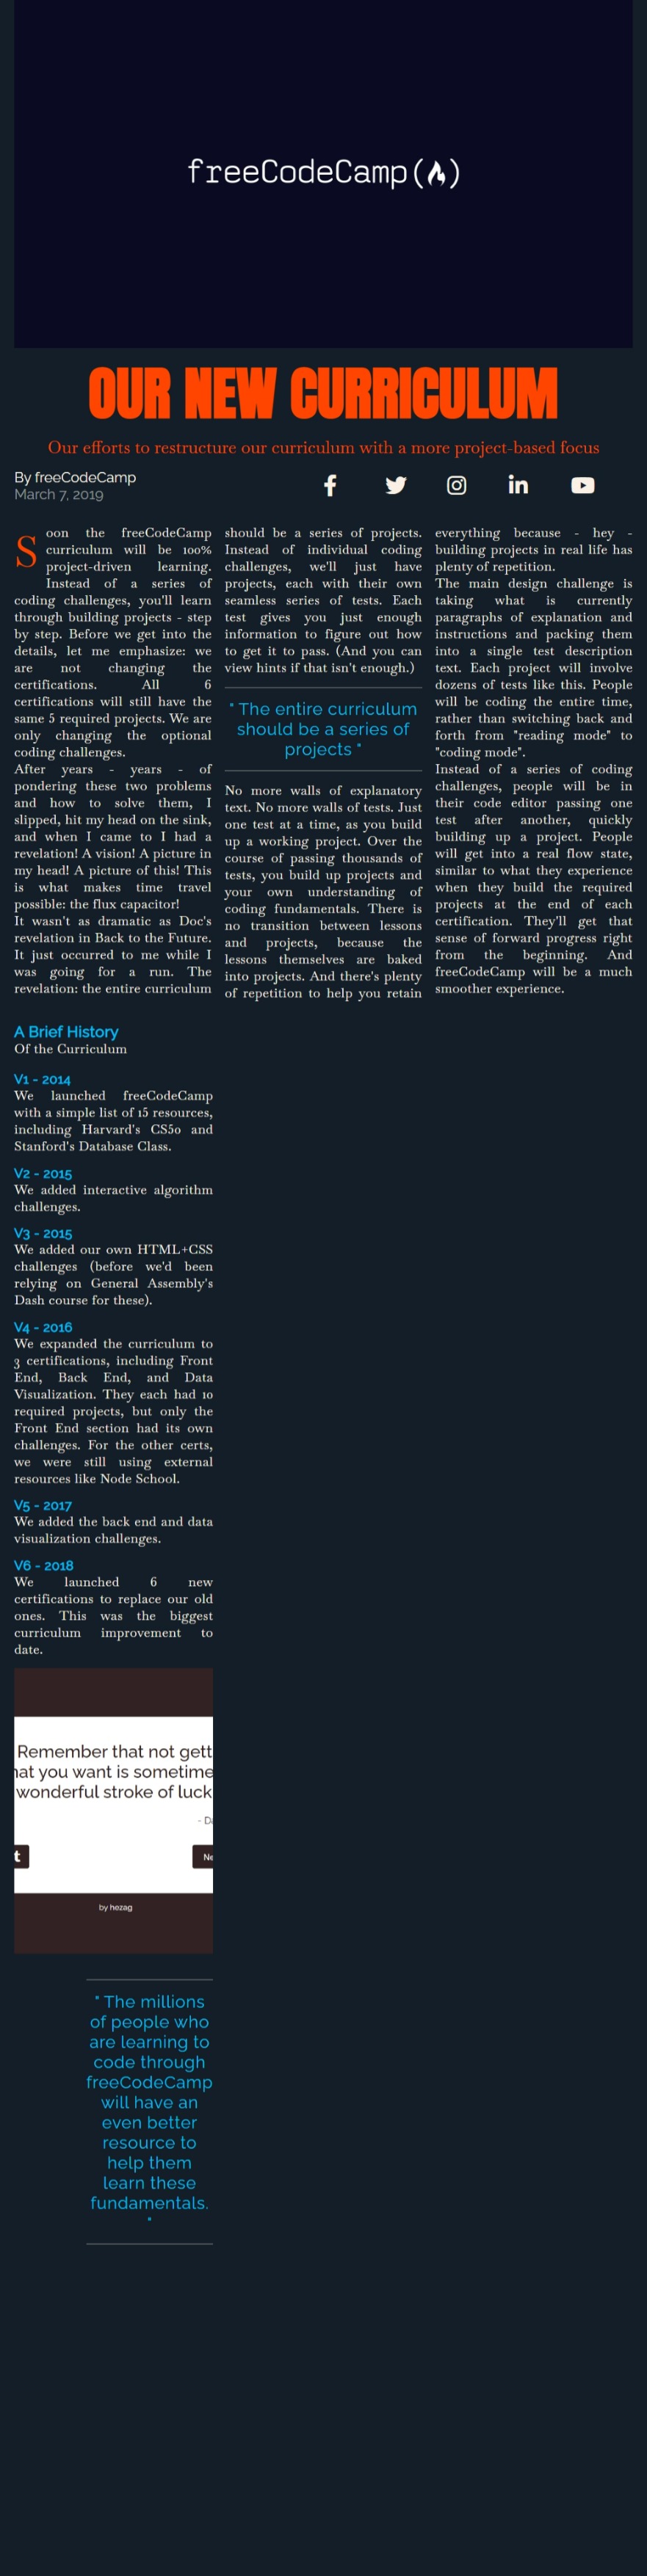 freeCodeCamp(🔥)
OUR NEW CURRICULUM
Our efforts to restructure our curriculum with a more project-based focus
By freeCodeCamp
March 7, 2019
Soon the freeCodeCamp
curriculum will be 100%
project-driven learning.
Instead of a series of
coding challenges, you'll learn
through building projects - step
by step. Before we get into the
details, let me emphasize: we
are not changing the
certifications. All 6
certifications will still have the
same 5 required projects. We are
only changing the optional
coding challenges.
After years - years - of
pondering these two problems
and how to solve them, I
slipped, hit my head on the sink,
and when I came to I had a
revelation! A vision! A picture in
my head! A picture of this! This
is what makes time travel
possible: the flux capacitor!
It wasn't as dramatic as Doc's
revelation in Back to the Future.
It just occurred to me while I
was going for a run. The
revelation: the entire curriculum
should be a series of projects.
Instead of individual coding
challenges, we'll just have
projects, each with their own
seamless series of tests. Each
test gives you just enough
information to figure out how
to get it to pass. (And you can
view hints if that isn't enough.)
" The entire curriculum
should be a series of
projects "
No more walls of explanatory
text. No more walls of tests. Just
one test at a time, as you build
up a working project. Over the
course of passing thousands of
tests, you build up projects and
your own understanding of
coding fundamentals. There is
no transition between lessons
and projects, because the
lessons themselves are baked
into projects. And there's plenty
of repetition to help you retain
everything because - hey -
building projects in real life has
plenty of repetition.
The main design challenge is
taking what is currently
paragraphs of explanation and
instructions and packing them
into a single test description
text. Each project will involve
dozens of tests like this. People
will be coding the entire time,
rather than switching back and
forth from "reading mode" to
"coding mode".
Instead of a series of coding
challenges, people will be in
their code editor passing one
test after another, quickly
building up a project. People
will get into a real flow state,
similar to what they experience
when they build the required
projects at the end of each
certification. They'll get that
sense of forward progress right
from the beginning. And
freeCodeCamp will be a much
smoother experience.
A Brief History
Of the Curriculum
V1 - 2014
We launched freeCodeCamp
with a simple list of 15 resources,
including Harvard's CS50 and
Stanford's Database Class.
V2 - 2015
We added interactive algorithm
challenges.
V3 - 2015
We added our own HTML+CSS
challenges (before we'd been
relying on General Assembly's
Dash course for these).
V4 - 2016
We expanded the curriculum to
3 certifications, including Front
End, Back End, and Data
Visualization. They each had 10
required projects, but only the
Front End section had its own
challenges. For the other certs,
we were still using external
resources like Node School.
V5 - 2017
We added the back end and data
visualization challenges.
V6 - 2018
We launched 6 new
certifications to replace our old
ones. This was the biggest
curriculum improvement to
date.
Remember that not gett
hat you want is sometime
wonderful stroke of luck
- Da
t
Ne
by hezag
" The millions
of people who
are learning to
code through
freeCodeCamp
will have an
even better
resource to
help them
learn these
fundamentals.
"